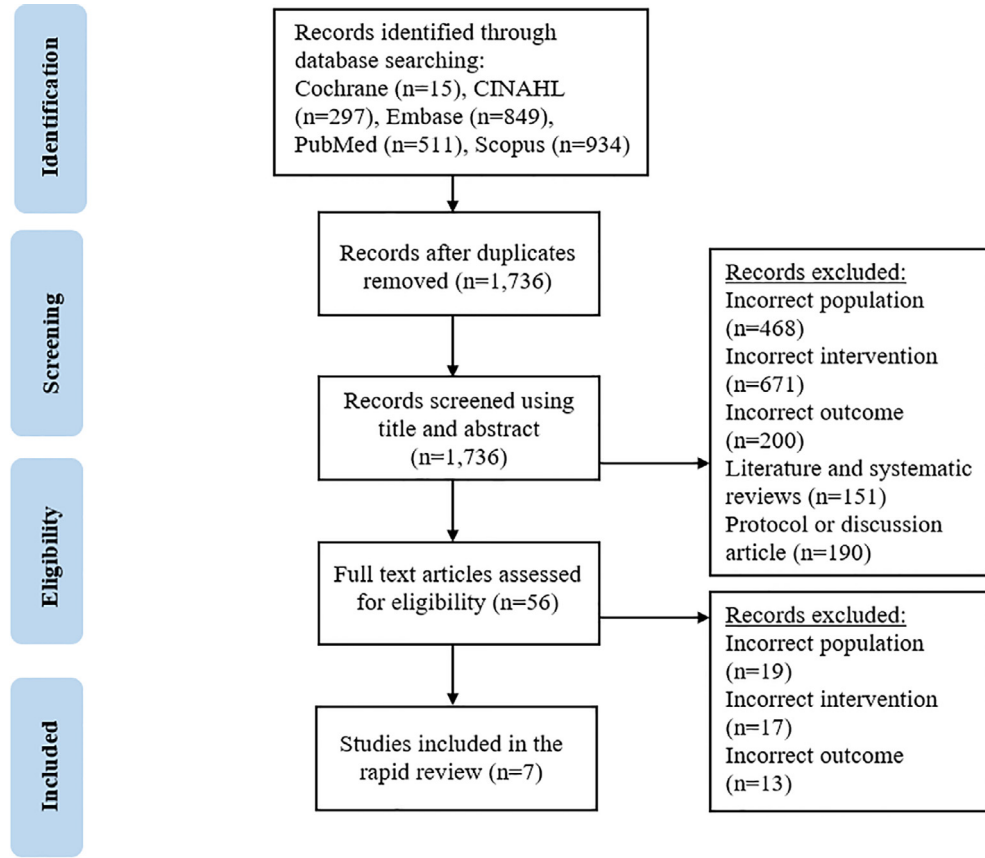 Identification
Records identified through
database searching:
Cochrane (n=15), CINAHL
(n=297), Embase (n=849),
PubMed (n=511), Scopus (n=934)
Screening
Records after duplicates
removed (n=1,736)
Records screened using
title and abstract
(n=1,736)
Records excluded:
Incorrect population
(n=468)
Incorrect intervention
(n=671)
Incorrect outcome
(n=200)
Literature and systematic
reviews (n=151)
Protocol or discussion
article (n=190)
Eligibility
Full text articles assessed
for eligibility (n=56)
Records excluded:
Incorrect population
(n=19)
Incorrect intervention
(n=17)
Incorrect outcome
(n=13)
Included
Studies included in the
rapid review (n=7)